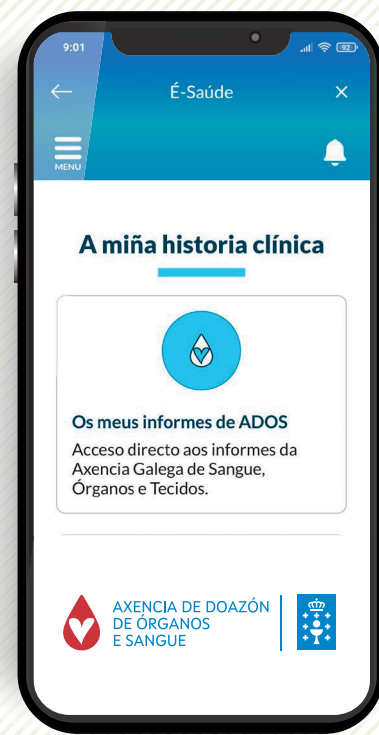 9:01
92
É-Saúde
MENU
A miña historia clínica
Os meus informes de ADOS
Acceso directo aos informes da
Axencia Galega de Sangue,
Órganos e Tecidos.
AXENCIA DE DOAZÓN
DE ÓRGANOS
E SANGUE